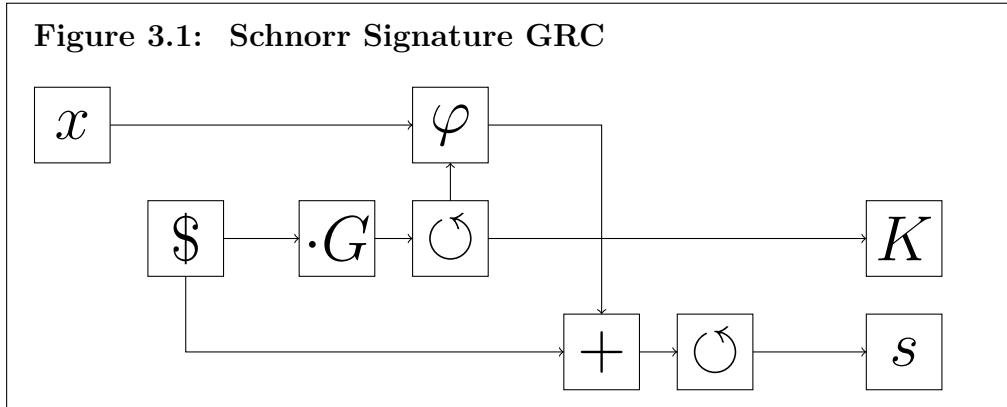 Figure 3.1: Schnorr Signature GRC
x φ
$ ·G ↺ K
+ ↺ s